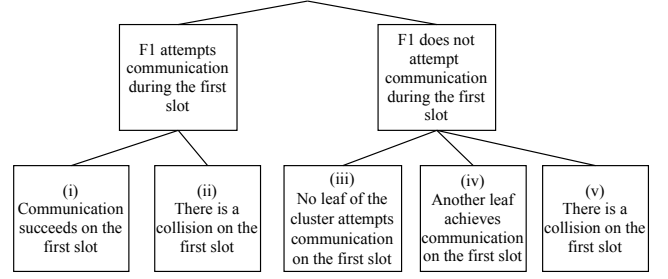 F1 attempts
communication
during the first
slot
F1 does not
attempt
communication
during the first
slot
(i)
Communication
succeeds on the
first slot
(ii)
There is a
collision on the
first slot
(iii)
No leaf of the
cluster attempts
communication
on the first slot
(iv)
Another leaf
achieves
communication
on the first slot
(v)
There is a
collision on the
first slot